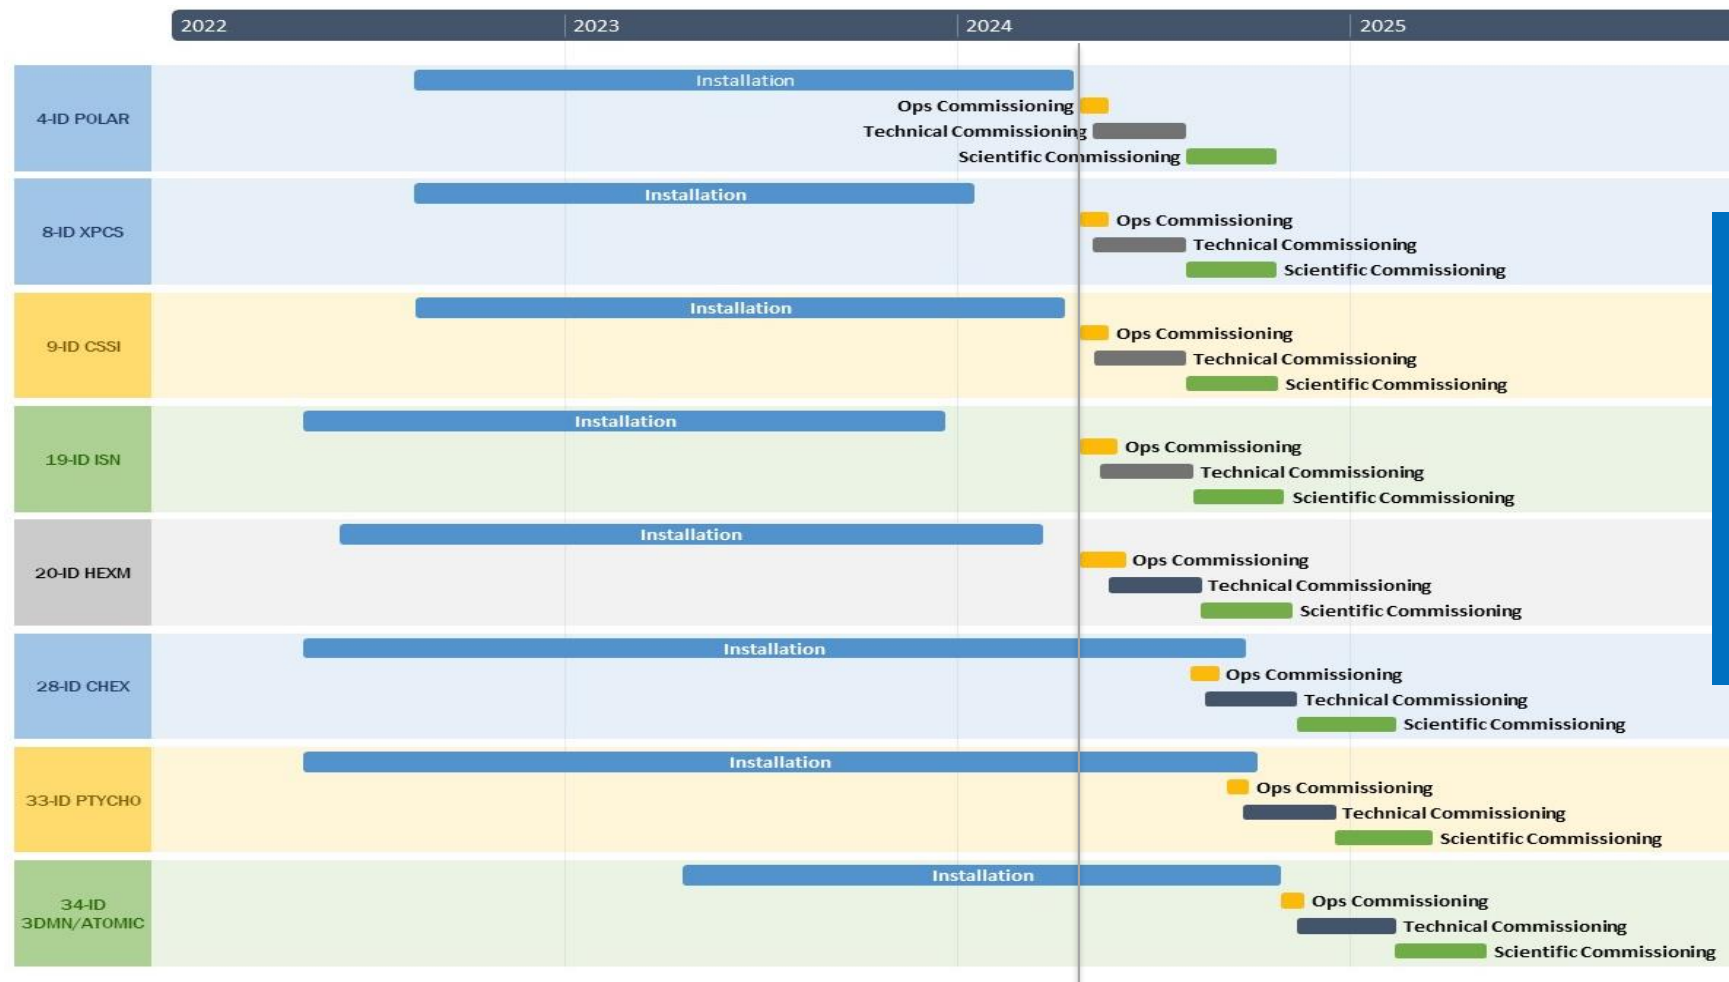 2022 2023 2024 2025
4-ID POLAR
Installation
Ops Commissioning
Technical Commissioning
Scientific Commissioning
8-ID XPCS
Installation
Ops Commissioning
Technical Commissioning
Scientific Commissioning
9-ID CSSI
Installation
Ops Commissioning
Technical Commissioning
Scientific Commissioning
19-ID ISN
Installation
Ops Commissioning
Technical Commissioning
Scientific Commissioning
20-ID HEXM
Installation
Ops Commissioning
Technical Commissioning
Scientific Commissioning
28-ID CHEX
Installation
Ops Commissioning
Technical Commissioning
Scientific Commissioning
33-ID PTYCHO
Installation
Ops Commissioning
Technical Commissioning
Scientific Commissioning
34-ID
3DMN/ATOMIC
Installation
Ops Commissioning
Technical Commissioning
Scientific Commissioning